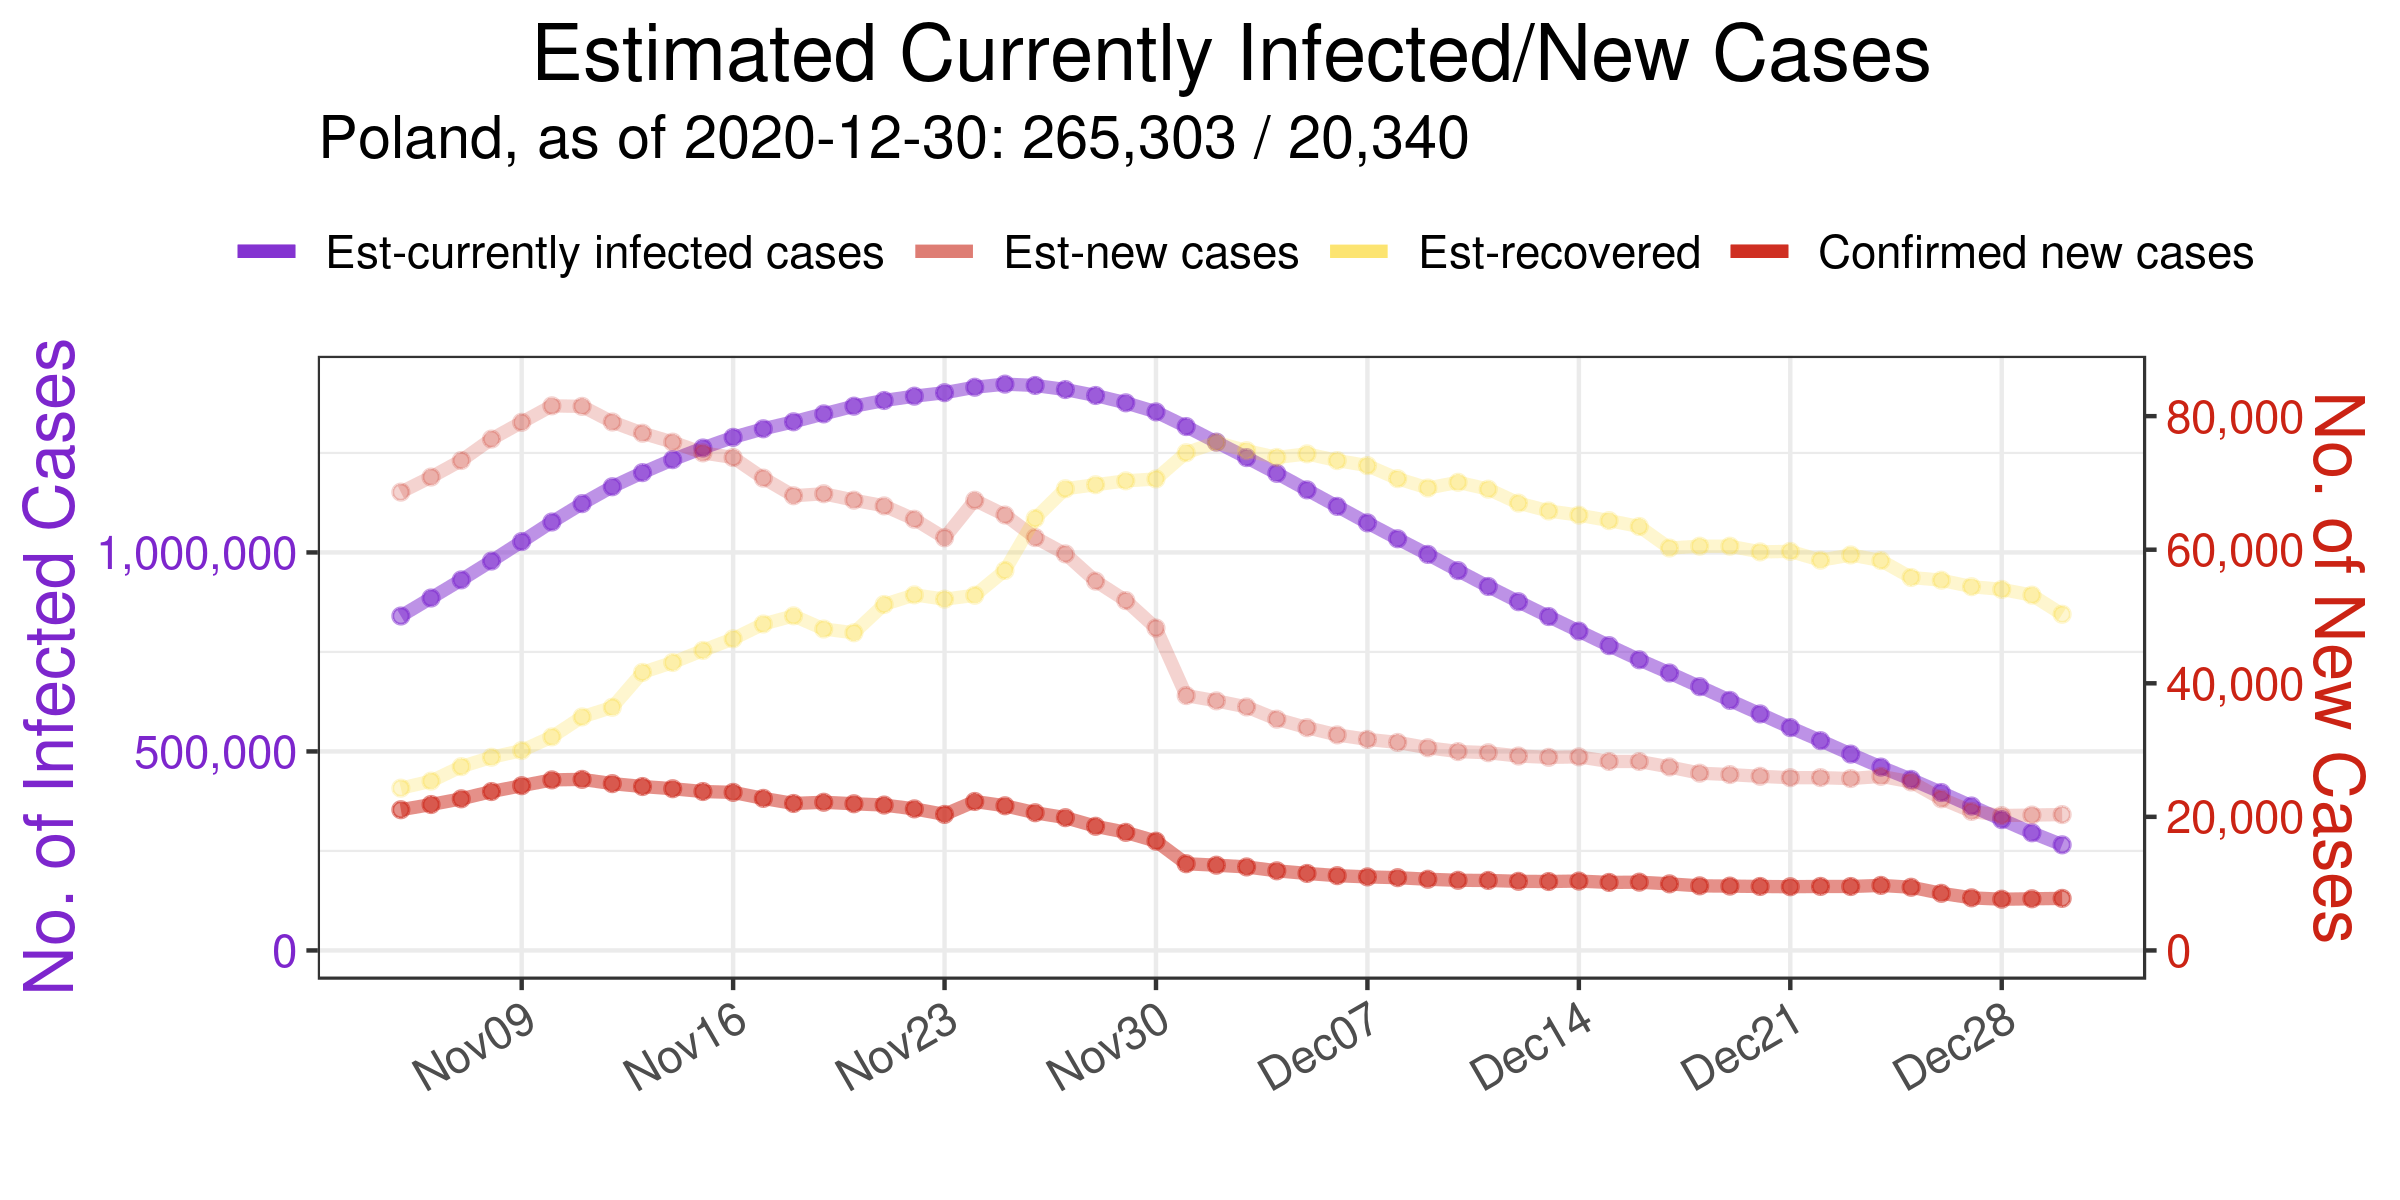 Estimated Currently Infected/New Cases
Poland, as of 2020-12-30: 265,303 / 20,340
Est-currently infected cases Est-new cases Est-recovered Confirmed new cases
No. of Infected Cases
1,000,000
500,000
0
80,000
60,000
40,000
20,000
0
No. of New Cases
Nov09 Nov16 Nov23 Nov30 Dec07 Dec14 Dec21 Dec28